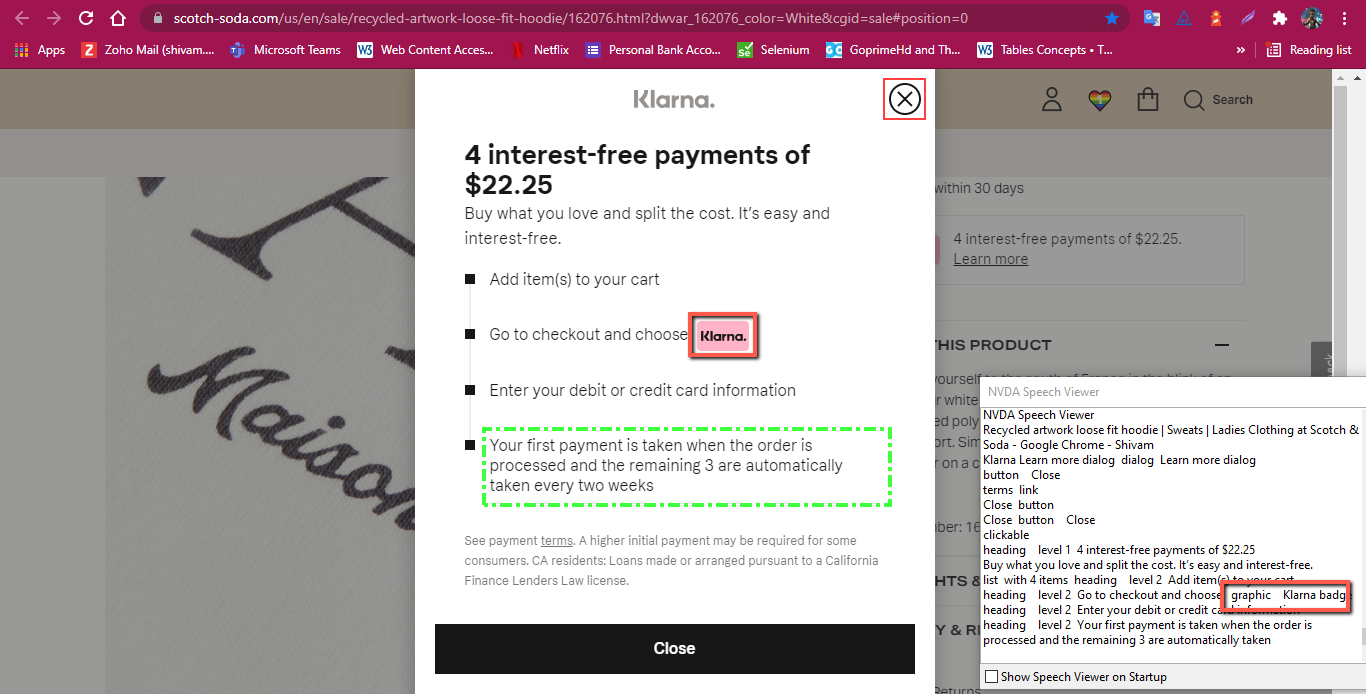 scotch-soda.com/us/en/sale/recycled-artwork-loose-fit-hoodie/162076.html?dwvar_162076_color=White&cgid=sale#position=0
Apps
Zoho Mail (shivam....
Microsoft Teams
Web Content Acces...
Netflix
Personal Bank Acco...
Selenium
GoprimeHd and Th...
Tables Concepts • T...
»
Reading list
Klarna.
Search
4 interest-free payments of
$22.25
Buy what you love and split the cost. It's easy and
interest-free.
Add item(s) to your cart
Go to checkout and choose Klarna.
Enter your debit or credit card information
Your first payment is taken when the order is
processed and the remaining 3 are automatically
taken every two weeks
See payment terms. A higher initial payment may be required for some
consumers. CA residents: Loans made or arranged pursuant to a California
Finance Lenders Law license.
Close
Maison
within 30 days
4 interest-free payments of $22.25.
Learn more
THIS PRODUCT
NVDA Speech Viewer
NVDA Speech Viewer
Recycled artwork loose fit hoodie | Sweats | Ladies Clothing at Scotch &
Soda - Google Chrome - Shivam
Klarna Learn more dialog dialog Learn more dialog
button Close
terms link
Close button
Close button Close
clickable
heading level 1 4 interest-free payments of $22.25
Buy what you love and split the cost. It's easy and interest-free.
list with 4 items heading level 2 Add item(s) to your cart
heading level 2 Go to checkout and choose graphic Klarna badge
heading level 2 Enter your debit or credit card information
heading level 2 Your first payment is taken when the order is
processed and the remaining 3 are automatically taken
Show Speech Viewer on Startup
Returns